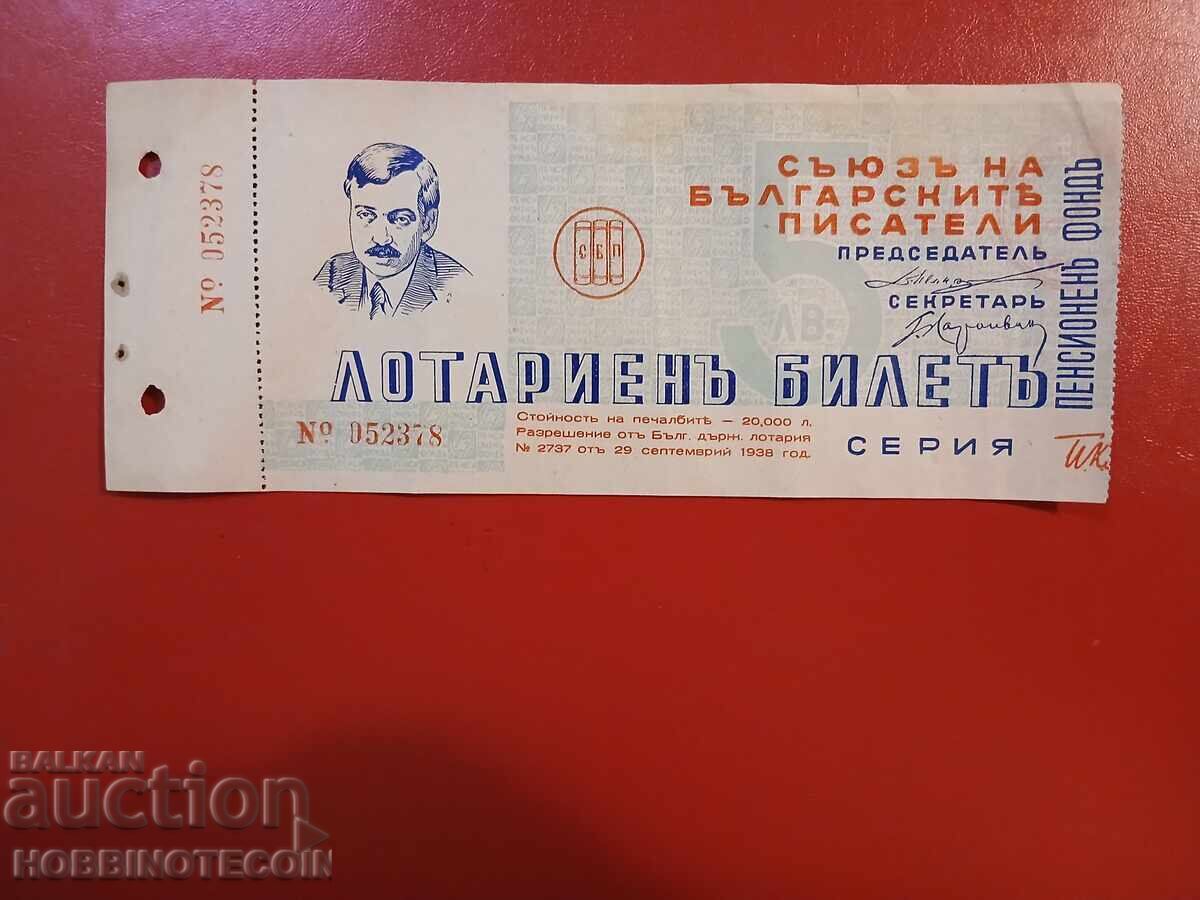 № 052378
СЪЮЗЪ НА
БЪЛГАРСКИТѢ
ПИСАТЕЛИ
ПРЕДСЕДАТЕЛЬ
СЕКРЕТАРЬ
ПЕНСИОНЕНЪ ФОНДЪ
С Б П
5
ЛВ.
ЛОТАРИЕНЪ БИЛЕТЪ
№ 052378
Стойность на печалбитѣ — 20,000 л.
Разрешение отъ Бълг. държ. лотария
№ 2737 отъ 29 септемврий 1938 год.
СЕРИЯ
BALKAN
auction
HOBBINOTECOIN